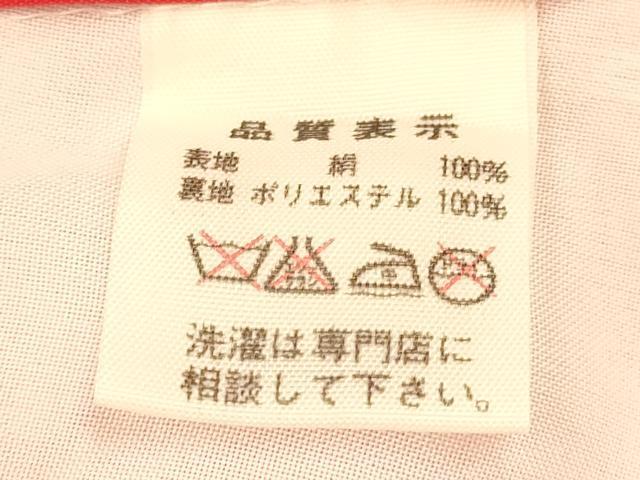 品質表示
表地 絹 100%
裏地 ポリエステル 100%
洗濯は専門店に
相談して下さい。